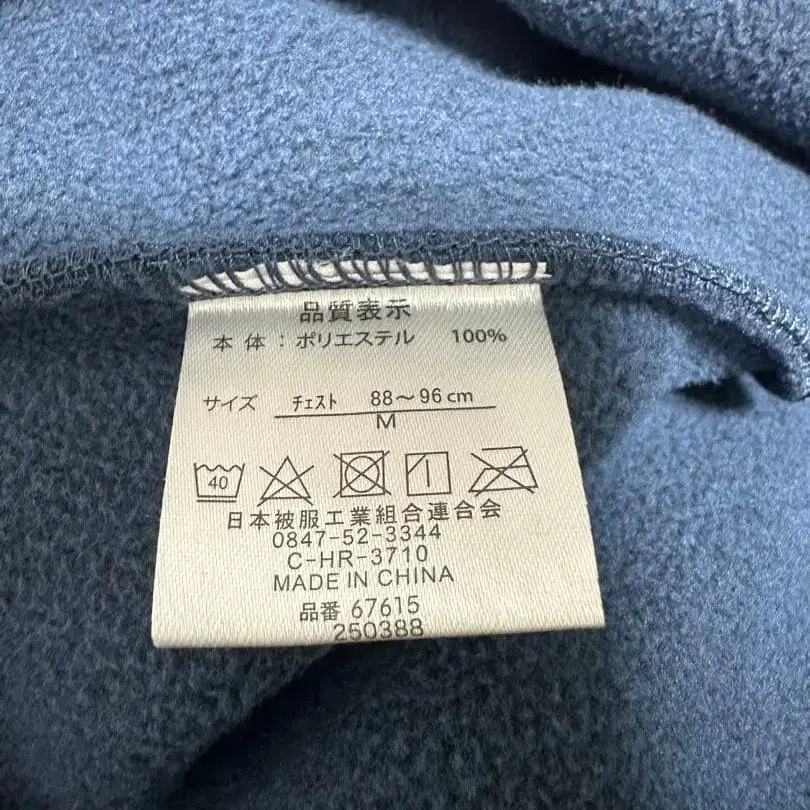 品質表示
本体：ポリエステル 100%
サイズ チェスト 88～96cm
M
40
日本被服工業組合連合会
0847-52-3344
C-HR-3710
MADE IN CHINA
品番 67615
250388